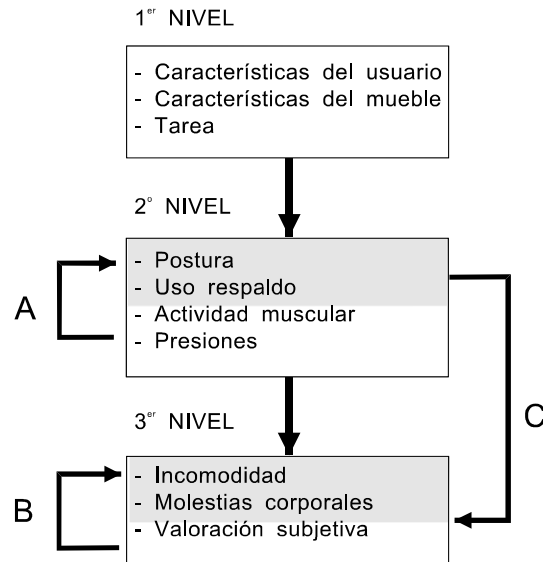 1er NIVEL
- Características del usuario
- Características del mueble
- Tarea
2º NIVEL
- Postura
- Uso respaldo
- Actividad muscular
- Presiones
A
C
3er NIVEL
- Incomodidad
- Molestias corporales
- Valoración subjetiva
B